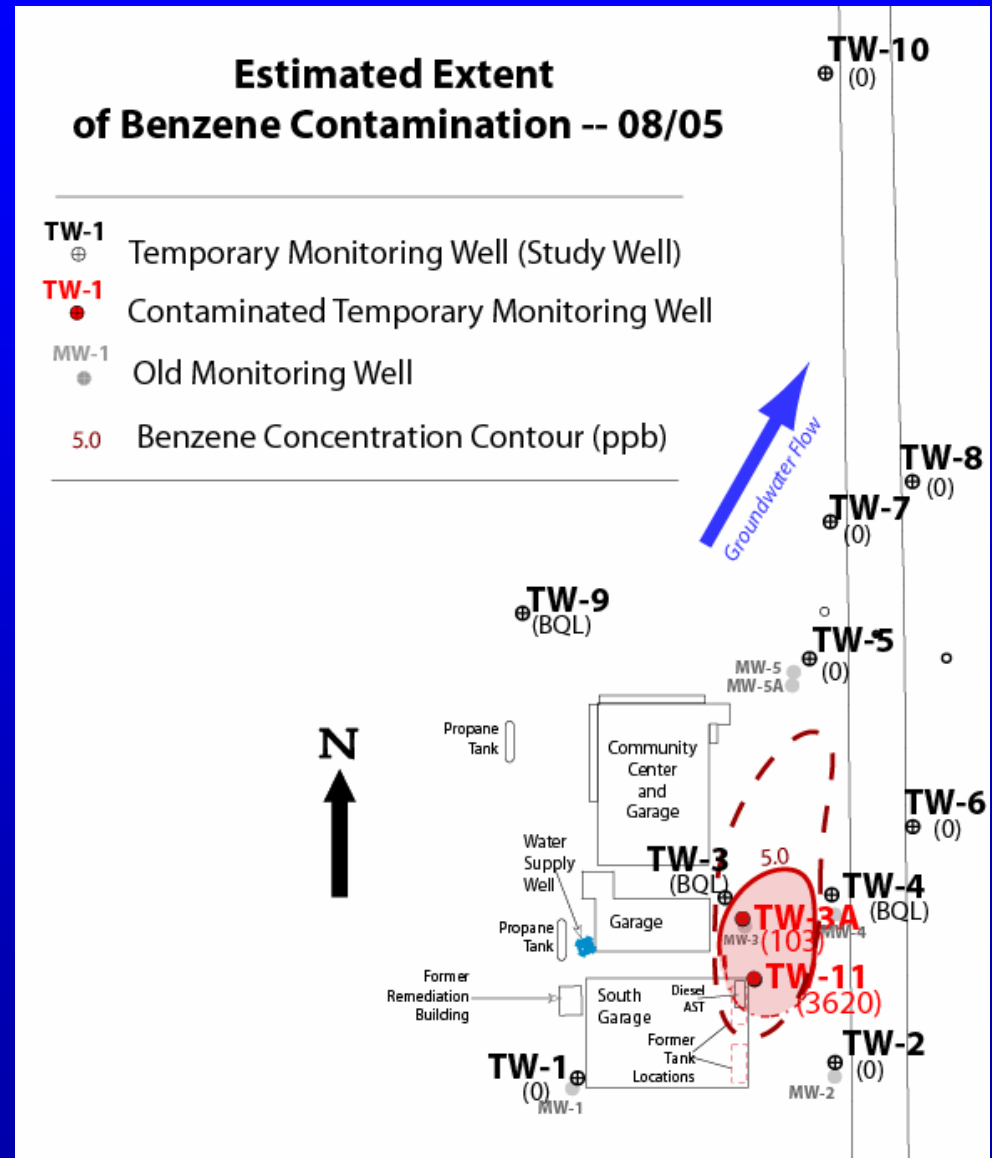 Estimated Extent
of Benzene Contamination -- 08/05
TW-1
Temporary Monitoring Well (Study Well)
TW-1
Contaminated Temporary Monitoring Well
MW-1
Old Monitoring Well
5.0
Benzene Concentration Contour (ppb)
TW-10
(0)
Groundwater Flow
TW-8
(0)
TW-7
(0)
TW-9
(BQL)
TW-5
(0)
MW-5
MW-5A
N
Propane
Tank
Community
Center
and
Garage
TW-6
(0)
Water
Supply
Well
TW-3
(BQL)
5.0
TW-4
(BQL)
MW-4
TW-3A
(103)
MW-3
Garage
Propane
Tank
TW-11
(3620)
Former
Remediation
Building
South
Garage
Diesel
AST
Former
Tank
Locations
TW-1
(0)
MW-1
TW-2
(0)
MW-2